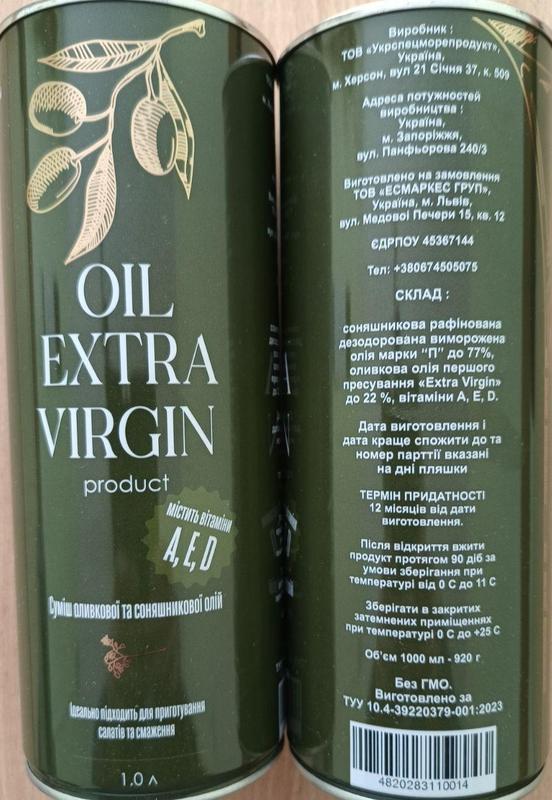 OIL
EXTRA
VIRGIN
product
містить вітаміни
A, E, D
Суміш оливкової та соняшникової олій
Ідеально підходить для приготування
салатів та смаження
1.0 л
Виробник :
ТОВ "Укрспецморепродукт",
Україна,
м. Херсон, вул 21 Січня 37, к. 509
Адреса потужностей
виробництва :
Україна,
м. Запоріжжя,
вул. Панфьорова 240/3
Виготовлено на замовлення
ТОВ «ЕСМАРКЕС ГРУП»,
Україна, м. Львів,
вул. Медової Печери 15, кв. 12
ЄДРПОУ 45367144
Тел: +380674505075
СКЛАД :
соняшникова рафінована
дезодорована виморожена
олія марки "П" до 77%,
оливкова олія першого
пресування «Extra Virgin»
до 22 %, вітаміни A, E, D.
Дата виготовлення і
дата краще спожити до та
номер парттії вказані
на дні пляшки
ТЕРМІН ПРИДАТНОСТІ
12 місяців від дати
виготовлення.
Після відкриття вжити
продукт протягом 90 діб за
умови зберігання при
температурі від 0 С до 11 С
Зберігати в закритих
затемнених приміщеннях
при температурі 0 С до +25 С
Об'єм 1000 мл - 920 г
Без ГМО.
Виготовлено за
ТУУ 10.4-39220379-001:2023
4820283110014